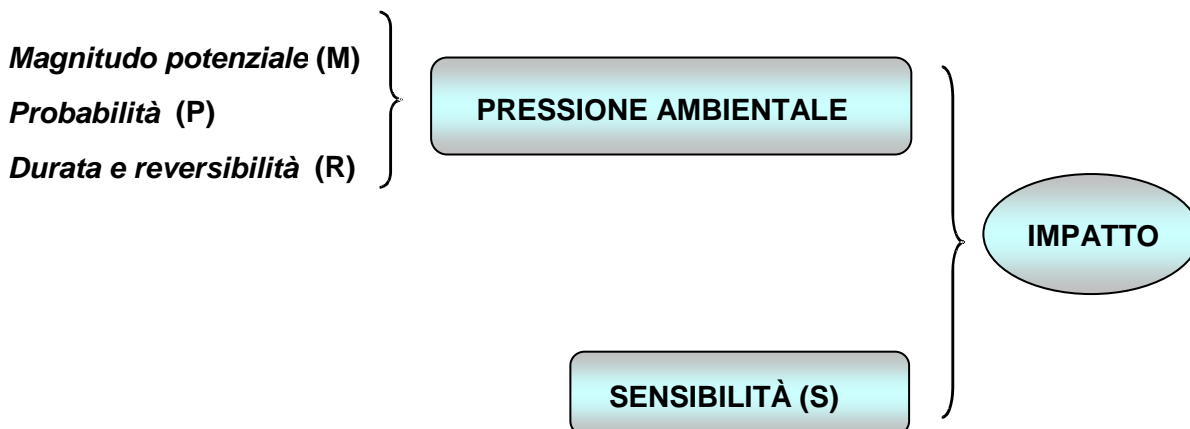 Magnitudo potenziale (M)
Probabilità (P)
Durata e reversibilità (R)
PRESSIONE AMBIENTALE
IMPATTO
SENSIBILITÀ (S)